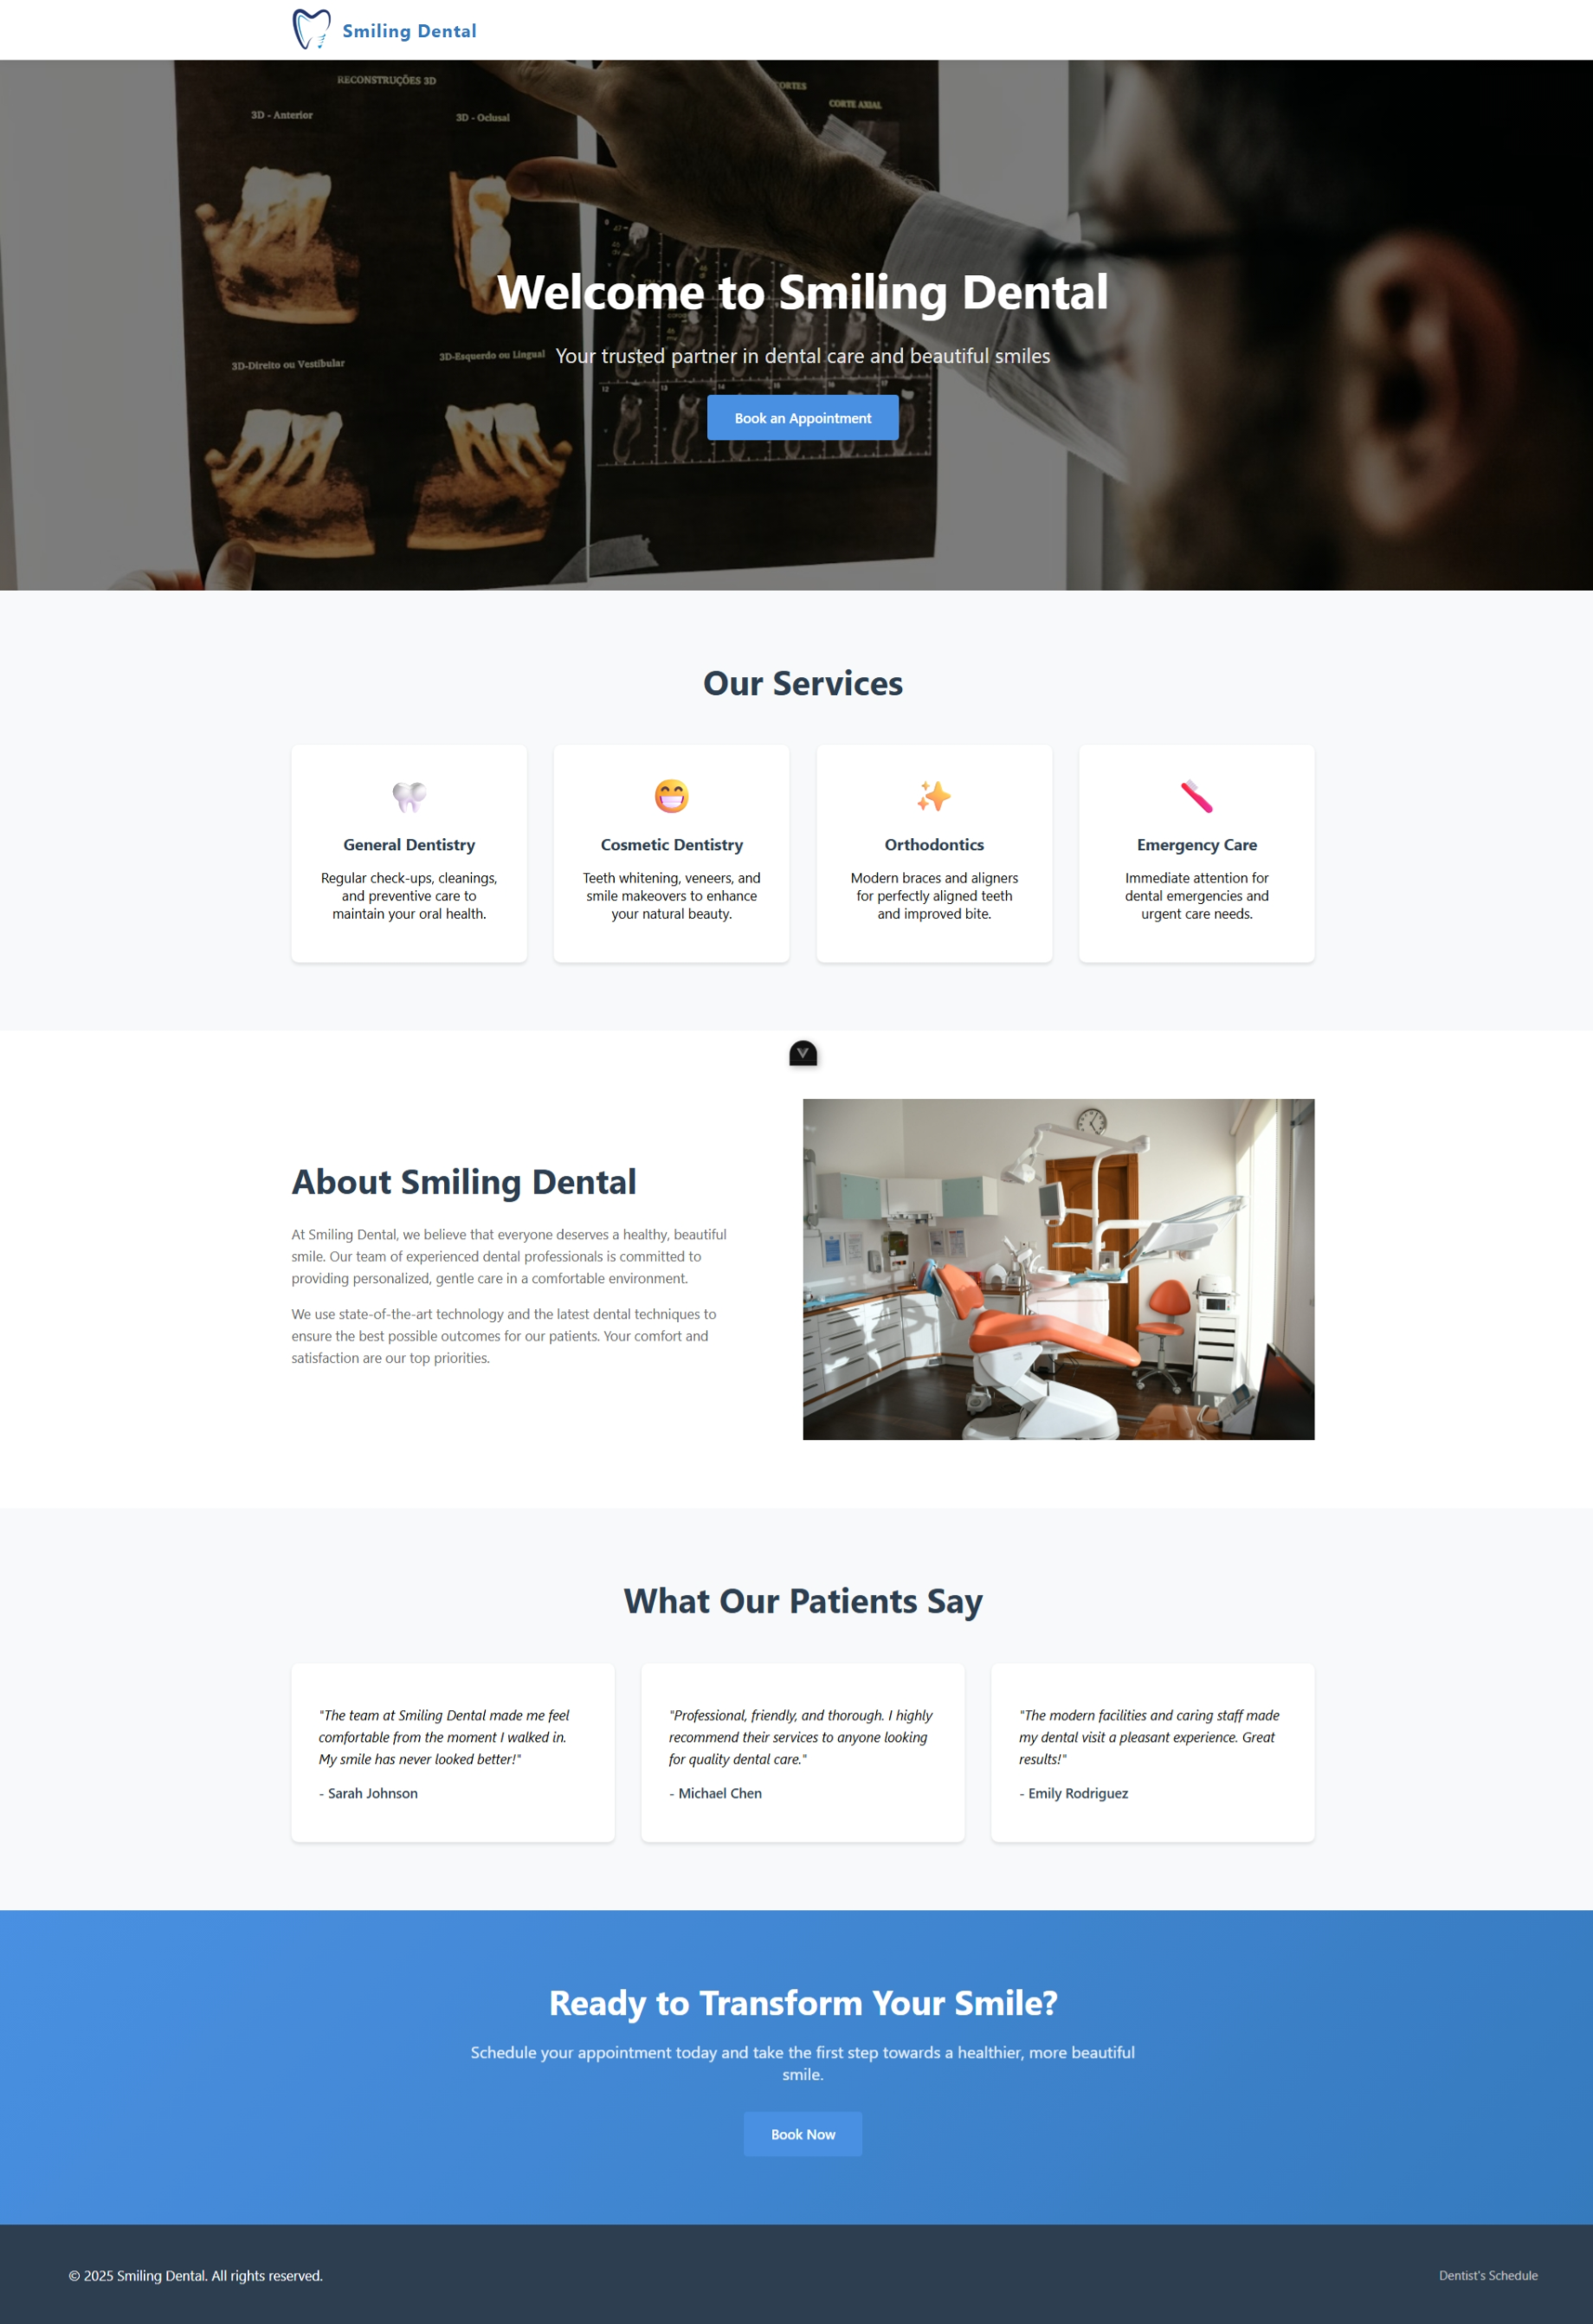 Smiling Dental
RECONSTRUÇÕES 3D
CORTE AXIAL
3D - Anterior
3D - Oclusal
Welcome to Smiling Dental
3D-Direito ou Vestibular
3D-Esquerdo ou Lingual
Your trusted partner in dental care and beautiful smiles
Book an Appointment
Our Services
General Dentistry
Regular check-ups, cleanings,
and preventive care to
maintain your oral health.
Cosmetic Dentistry
Teeth whitening, veneers, and
smile makeovers to enhance
your natural beauty.
Orthodontics
Modern braces and aligners
for perfectly aligned teeth
and improved bite.
Emergency Care
Immediate attention for
dental emergencies and
urgent care needs.
About Smiling Dental
At Smiling Dental, we believe that everyone deserves a healthy, beautiful
smile. Our team of experienced dental professionals is committed to
providing personalized, gentle care in a comfortable environment.
We use state-of-the-art technology and the latest dental techniques to
ensure the best possible outcomes for our patients. Your comfort and
satisfaction are our top priorities.
What Our Patients Say
"The team at Smiling Dental made me feel
comfortable from the moment I walked in.
My smile has never looked better!"
- Sarah Johnson
"Professional, friendly, and thorough. I highly
recommend their services to anyone looking
for quality dental care."
- Michael Chen
"The modern facilities and caring staff made
my dental visit a pleasant experience. Great
results!"
- Emily Rodriguez
Ready to Transform Your Smile?
Schedule your appointment today and take the first step towards a healthier, more beautiful
smile.
Book Now
© 2025 Smiling Dental. All rights reserved.
Dentist's Schedule